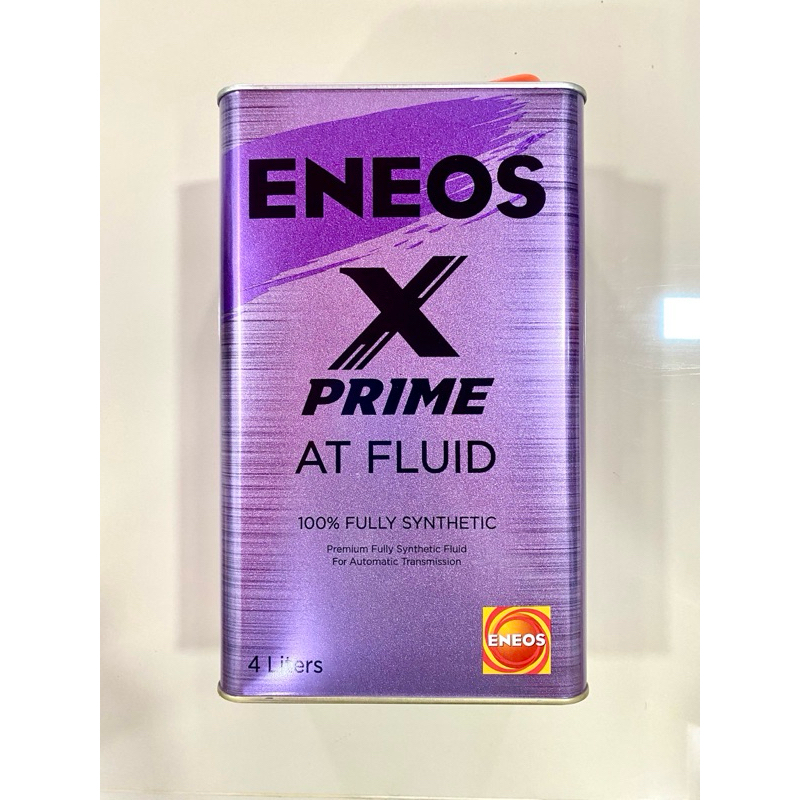 ENEOS
X
PRIME
AT FLUID
100% FULLY SYNTHETIC
Premium Fully Synthetic Fluid
For Automatic Transmission
ENEOS
4 Liters